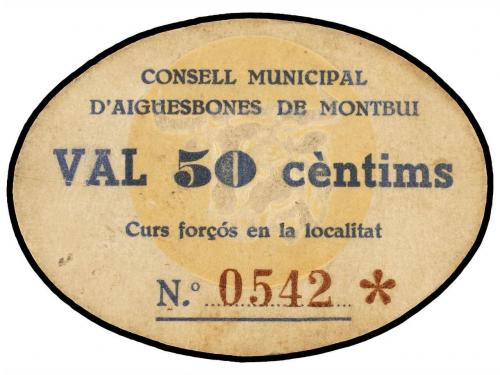 CONSELL MUNICIPAL
D'AIGUESBONES DE MONTBUI
VAL 50 cèntims
Curs forçós en la localitat
N.º 0542 *